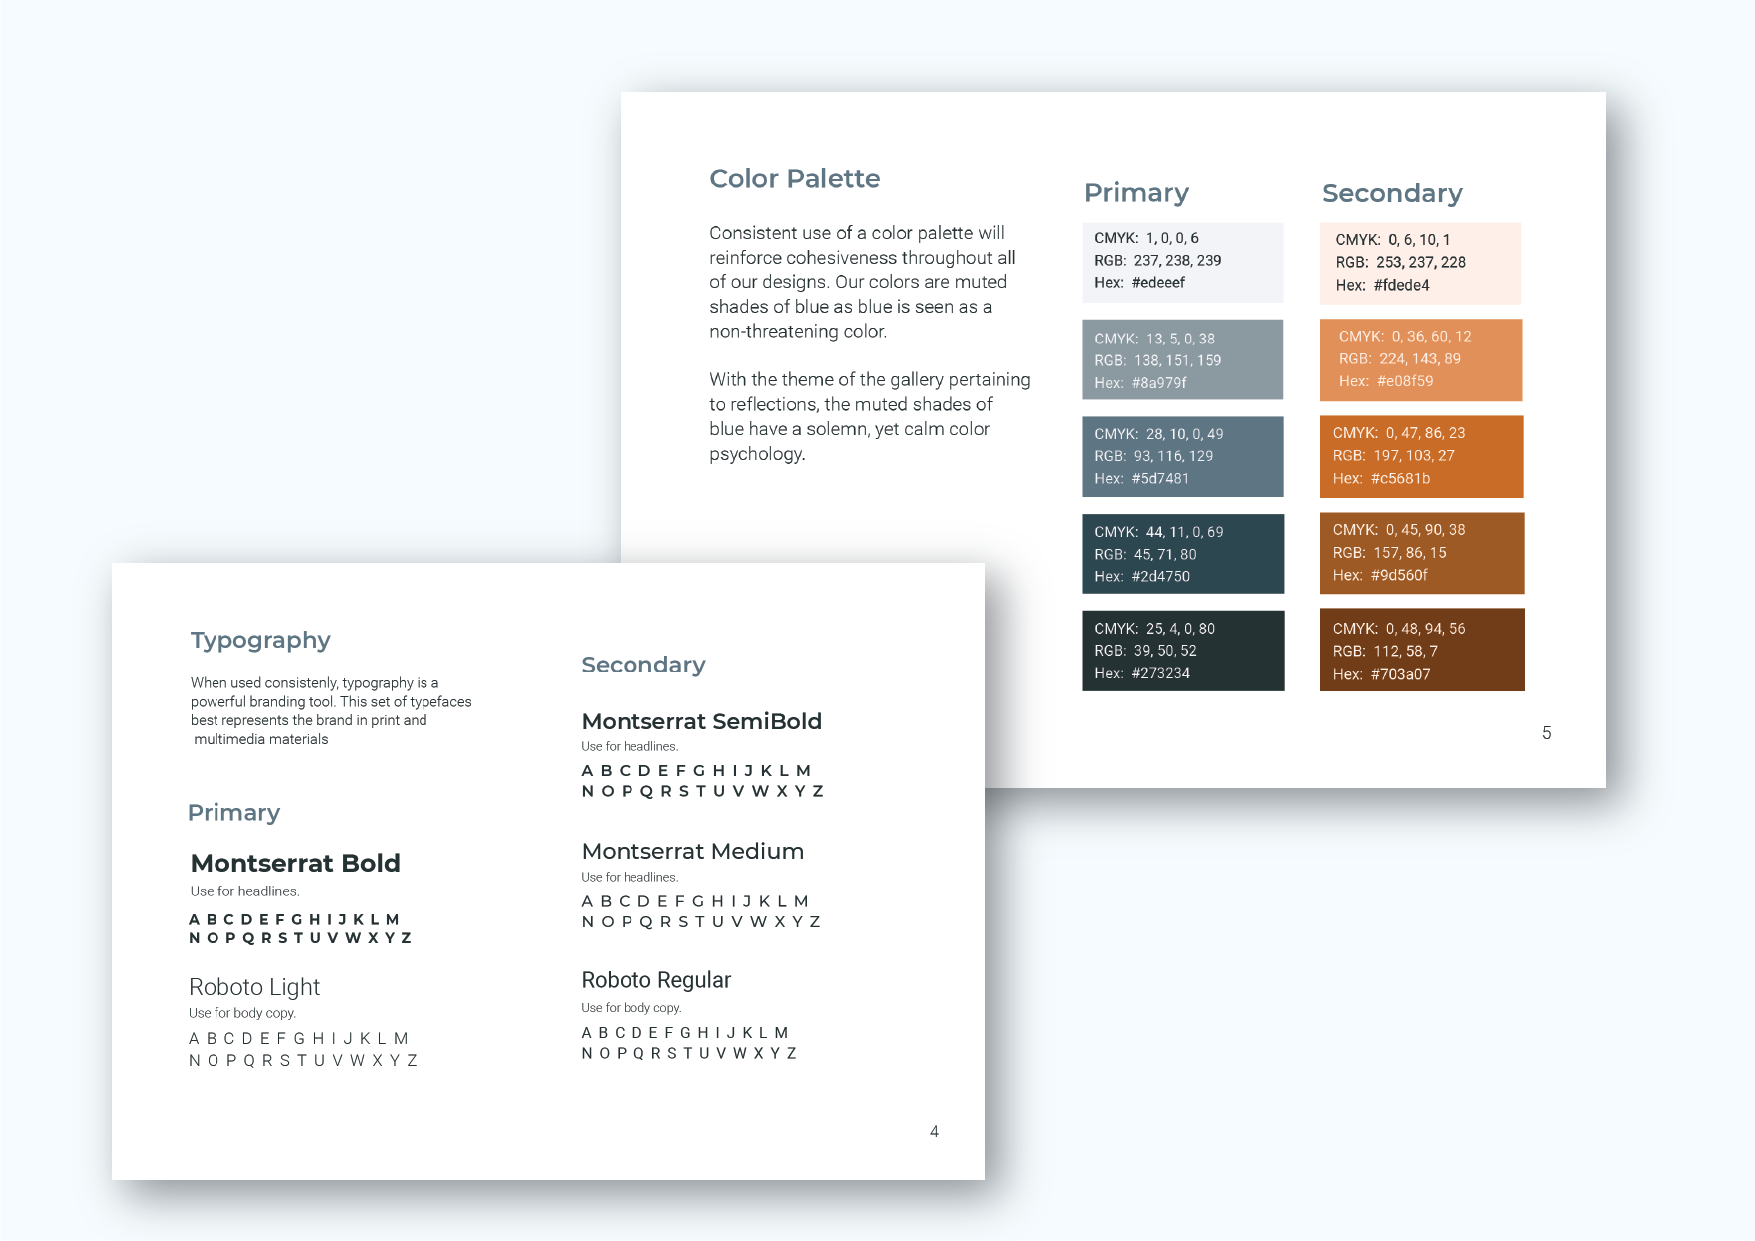 Color Palette
Consistent use of a color palette will
reinforce cohesiveness throughout all
of our designs. Our colors are muted
shades of blue as blue is seen as a
non-threatening color.
With the theme of the gallery pertaining
to reflections, the muted shades of
blue have a solemn, yet calm color
psychology.
Primary
CMYK: 1, 0, 0, 6
RGB: 237, 238, 239
Hex: #edeeef
CMYK: 13, 5, 0, 38
RGB: 138, 151, 159
Hex: #8a979f
CMYK: 28, 10, 0, 49
RGB: 93, 116, 129
Hex: #5d7481
CMYK: 44, 11, 0, 69
RGB: 45, 71, 80
Hex: #2d4750
CMYK: 25, 4, 0, 80
RGB: 39, 50, 52
Hex: #273234
Secondary
CMYK: 0, 6, 10, 1
RGB: 253, 237, 228
Hex: #fdede4
CMYK: 0, 36, 60, 12
RGB: 224, 143, 89
Hex: #e08f59
CMYK: 0, 47, 86, 23
RGB: 197, 103, 27
Hex: #c5681b
CMYK: 0, 45, 90, 38
RGB: 157, 86, 15
Hex: #9d560f
CMYK: 0, 48, 94, 56
RGB: 112, 58, 7
Hex: #703a07
5
Typography
When used consistenly, typography is a
powerful branding tool. This set of typefaces
best represents the brand in print and
multimedia materials
Primary
Montserrat Bold
Use for headlines.
A B C D E F G H I J K L M
N O P Q R S T U V W X Y Z
Roboto Light
Use for body copy.
A B C D E F G H I J K L M
N O P Q R S T U V W X Y Z
Secondary
Montserrat SemiBold
Use for headlines.
A B C D E F G H I J K L M
N O P Q R S T U V W X Y Z
Montserrat Medium
Use for headlines.
A B C D E F G H I J K L M
N O P Q R S T U V W X Y Z
Roboto Regular
Use for body copy.
A B C D E F G H I J K L M
N O P Q R S T U V W X Y Z
4